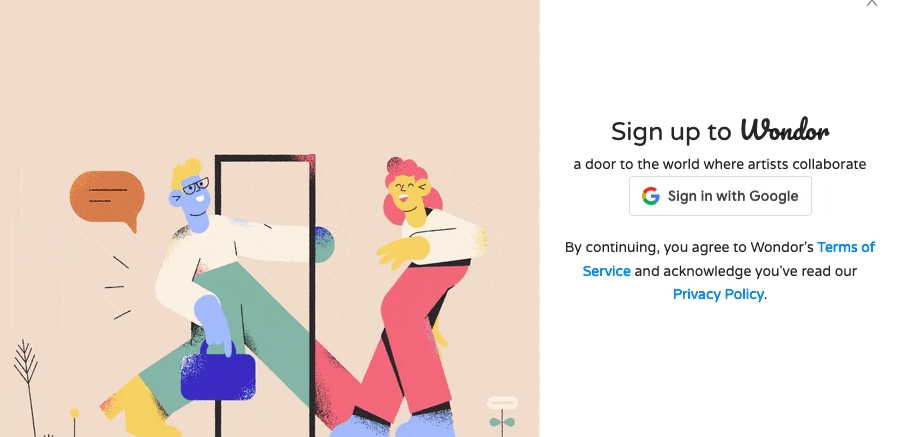 Sign up to Wondor
a door to the world where artists collaborate
Sign in with Google
By continuing, you agree to Wondor's Terms of
Service and acknowledge you've read our
Privacy Policy.